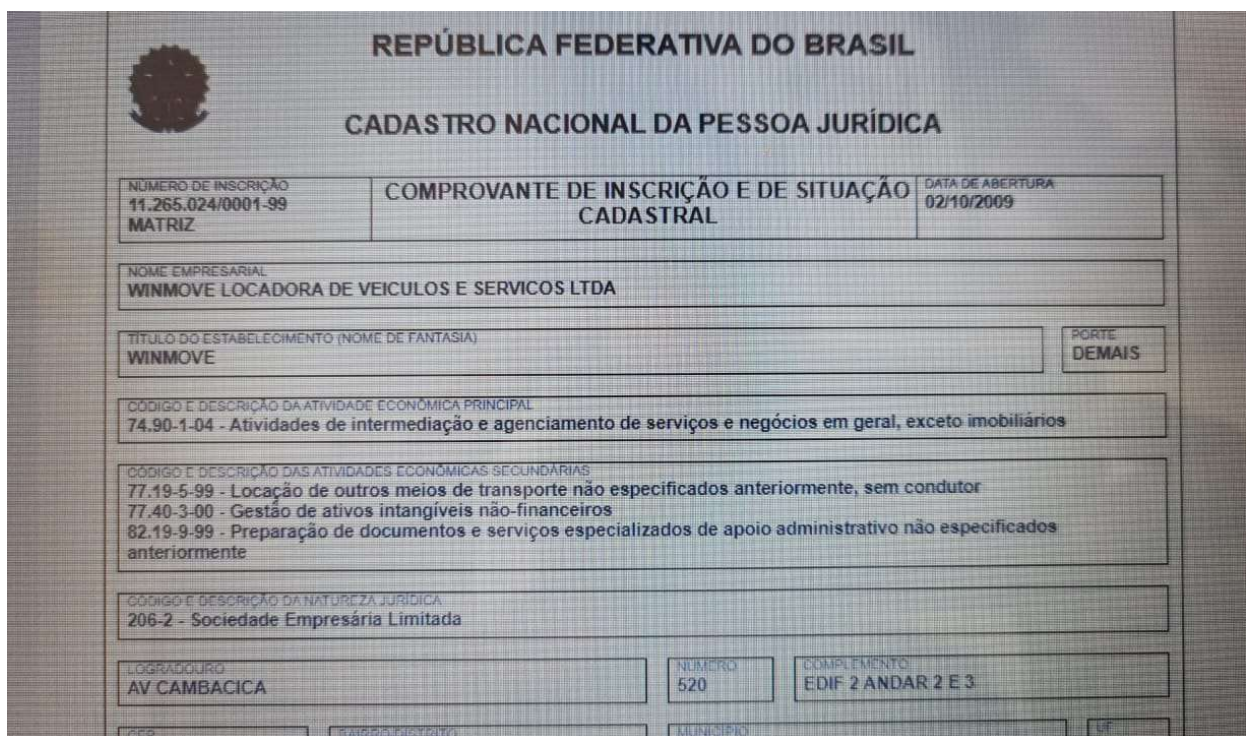 REPÚBLICA FEDERATIVA DO BRASIL
CADASTRO NACIONAL DA PESSOA JURÍDICA
NÚMERO DE INSCRIÇÃO
11.265.024/0001-99
MATRIZ
COMPROVANTE DE INSCRIÇÃO E DE SITUAÇÃO
CADASTRAL
DATA DE ABERTURA
02/10/2009
NOME EMPRESARIAL
WINMOVE LOCADORA DE VEICULOS E SERVICOS LTDA
TÍTULO DO ESTABELECIMENTO (NOME DE FANTASIA)
WINMOVE
PORTE
DEMAIS
CÓDIGO E DESCRIÇÃO DA ATIVIDADE ECONÔMICA PRINCIPAL
74.90-1-04 - Atividades de intermediação e agenciamento de serviços e negócios em geral, exceto imobiliários
CÓDIGO E DESCRIÇÃO DAS ATIVIDADES ECONÔMICAS SECUNDÁRIAS
77.19-5-99 - Locação de outros meios de transporte não especificados anteriormente, sem condutor
77.40-3-00 - Gestão de ativos intangíveis não-financeiros
82.19-9-99 - Preparação de documentos e serviços especializados de apoio administrativo não especificados
anteriormente
CÓDIGO E DESCRIÇÃO DA NATUREZA JURÍDICA
206-2 - Sociedade Empresária Limitada
LOGRADOURO
AV CAMBACICA
NÚMERO
520
COMPLEMENTO
EDIF 2 ANDAR 2 E 3
CEP
BAIRRO/DISTRITO
MUNICÍPIO
UF